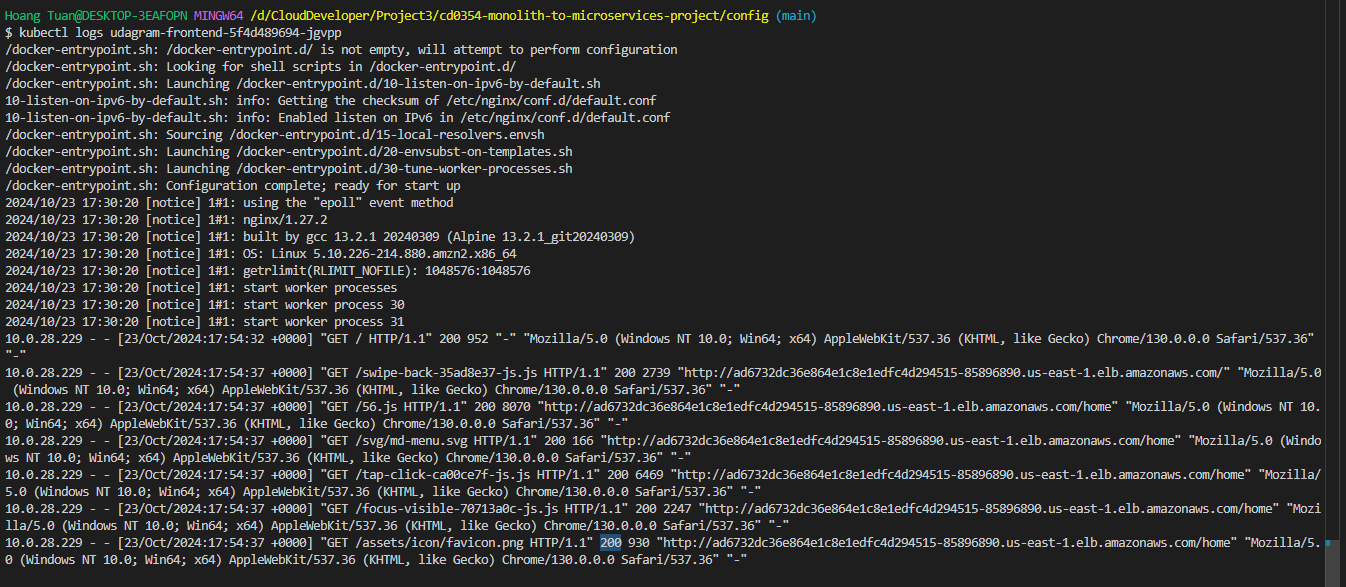 Hoang Tuan@DESKTOP-3EAFOPN MINGW64 /d/CloudDeveloper/Project3/cd0354-monolith-to-microservices-project/config (main)
$ kubectl logs udagram-frontend-5f4d489694-jgvpp
/docker-entrypoint.sh: /docker-entrypoint.d/ is not empty, will attempt to perform configuration
/docker-entrypoint.sh: Looking for shell scripts in /docker-entrypoint.d/
/docker-entrypoint.sh: Launching /docker-entrypoint.d/10-listen-on-ipv6-by-default.sh
10-listen-on-ipv6-by-default.sh: info: Getting the checksum of /etc/nginx/conf.d/default.conf
10-listen-on-ipv6-by-default.sh: info: Enabled listen on IPv6 in /etc/nginx/conf.d/default.conf
/docker-entrypoint.sh: Sourcing /docker-entrypoint.d/15-local-resolvers.envsh
/docker-entrypoint.sh: Launching /docker-entrypoint.d/20-envsubst-on-templates.sh
/docker-entrypoint.sh: Launching /docker-entrypoint.d/30-tune-worker-processes.sh
/docker-entrypoint.sh: Configuration complete; ready for start up
2024/10/23 17:30:20 [notice] 1#1: using the "epoll" event method
2024/10/23 17:30:20 [notice] 1#1: nginx/1.27.2
2024/10/23 17:30:20 [notice] 1#1: built by gcc 13.2.1 20240309 (Alpine 13.2.1_git20240309)
2024/10/23 17:30:20 [notice] 1#1: OS: Linux 5.10.226-214.880.amzn2.x86_64
2024/10/23 17:30:20 [notice] 1#1: getrlimit(RLIMIT_NOFILE): 1048576:1048576
2024/10/23 17:30:20 [notice] 1#1: start worker processes
2024/10/23 17:30:20 [notice] 1#1: start worker process 30
2024/10/23 17:30:20 [notice] 1#1: start worker process 31
10.0.28.229 - - [23/Oct/2024:17:54:32 +0000] "GET / HTTP/1.1" 200 952 "-" "Mozilla/5.0 (Windows NT 10.0; Win64; x64) AppleWebKit/537.36 (KHTML, like Gecko) Chrome/130.0.0.0 Safari/537.36"
"-"
10.0.28.229 - - [23/Oct/2024:17:54:37 +0000] "GET /swipe-back-35ad8e37-js.js HTTP/1.1" 200 2739 "http://ad6732dc36e864e1c8e1edfc4d294515-85896890.us-east-1.elb.amazonaws.com/" "Mozilla/5.0
(Windows NT 10.0; Win64; x64) AppleWebKit/537.36 (KHTML, like Gecko) Chrome/130.0.0.0 Safari/537.36" "-"
10.0.28.229 - - [23/Oct/2024:17:54:37 +0000] "GET /56.js HTTP/1.1" 200 8070 "http://ad6732dc36e864e1c8e1edfc4d294515-85896890.us-east-1.elb.amazonaws.com/home" "Mozilla/5.0 (Windows NT 10.
0; Win64; x64) AppleWebKit/537.36 (KHTML, like Gecko) Chrome/130.0.0.0 Safari/537.36" "-"
10.0.28.229 - - [23/Oct/2024:17:54:37 +0000] "GET /svg/md-menu.svg HTTP/1.1" 200 166 "http://ad6732dc36e864e1c8e1edfc4d294515-85896890.us-east-1.elb.amazonaws.com/home" "Mozilla/5.0 (Windo
ws NT 10.0; Win64; x64) AppleWebKit/537.36 (KHTML, like Gecko) Chrome/130.0.0.0 Safari/537.36" "-"
10.0.28.229 - - [23/Oct/2024:17:54:37 +0000] "GET /tap-click-ca00ce7f-js.js HTTP/1.1" 200 6469 "http://ad6732dc36e864e1c8e1edfc4d294515-85896890.us-east-1.elb.amazonaws.com/home" "Mozilla/
5.0 (Windows NT 10.0; Win64; x64) AppleWebKit/537.36 (KHTML, like Gecko) Chrome/130.0.0.0 Safari/537.36" "-"
10.0.28.229 - - [23/Oct/2024:17:54:37 +0000] "GET /focus-visible-70713a0c-js.js HTTP/1.1" 200 2247 "http://ad6732dc36e864e1c8e1edfc4d294515-85896890.us-east-1.elb.amazonaws.com/home" "Mozi
lla/5.0 (Windows NT 10.0; Win64; x64) AppleWebKit/537.36 (KHTML, like Gecko) Chrome/130.0.0.0 Safari/537.36" "-"
10.0.28.229 - - [23/Oct/2024:17:54:37 +0000] "GET /assets/icon/favicon.png HTTP/1.1" 200 930 "http://ad6732dc36e864e1c8e1edfc4d294515-85896890.us-east-1.elb.amazonaws.com/home" "Mozilla/5.
0 (Windows NT 10.0; Win64; x64) AppleWebKit/537.36 (KHTML, like Gecko) Chrome/130.0.0.0 Safari/537.36" "-"